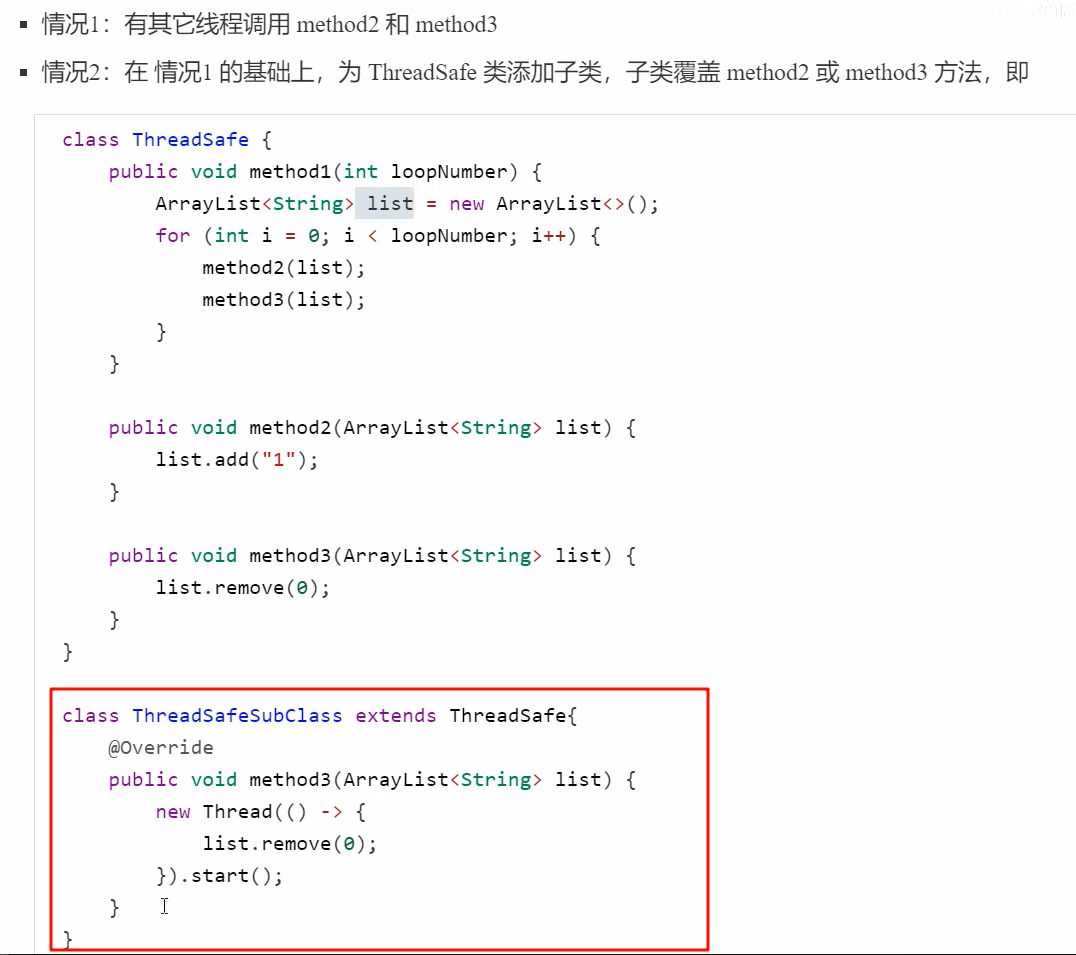 情况1：有其它线程调用 method2 和 method3
情况2：在 情况1 的基础上，为 ThreadSafe 类添加子类，子类覆盖 method2 或 method3 方法，即
class ThreadSafe {
    public void method1(int loopNumber) {
        ArrayList<String> list = new ArrayList<>();
        for (int i = 0; i < loopNumber; i++) {
            method2(list);
            method3(list);
        }
    }

    public void method2(ArrayList<String> list) {
        list.add("1");
    }

    public void method3(ArrayList<String> list) {
        list.remove(0);
    }
}

class ThreadSafeSubClass extends ThreadSafe{
    @Override
    public void method3(ArrayList<String> list) {
        new Thread(() -> {
            list.remove(0);
        }).start();
    }
}